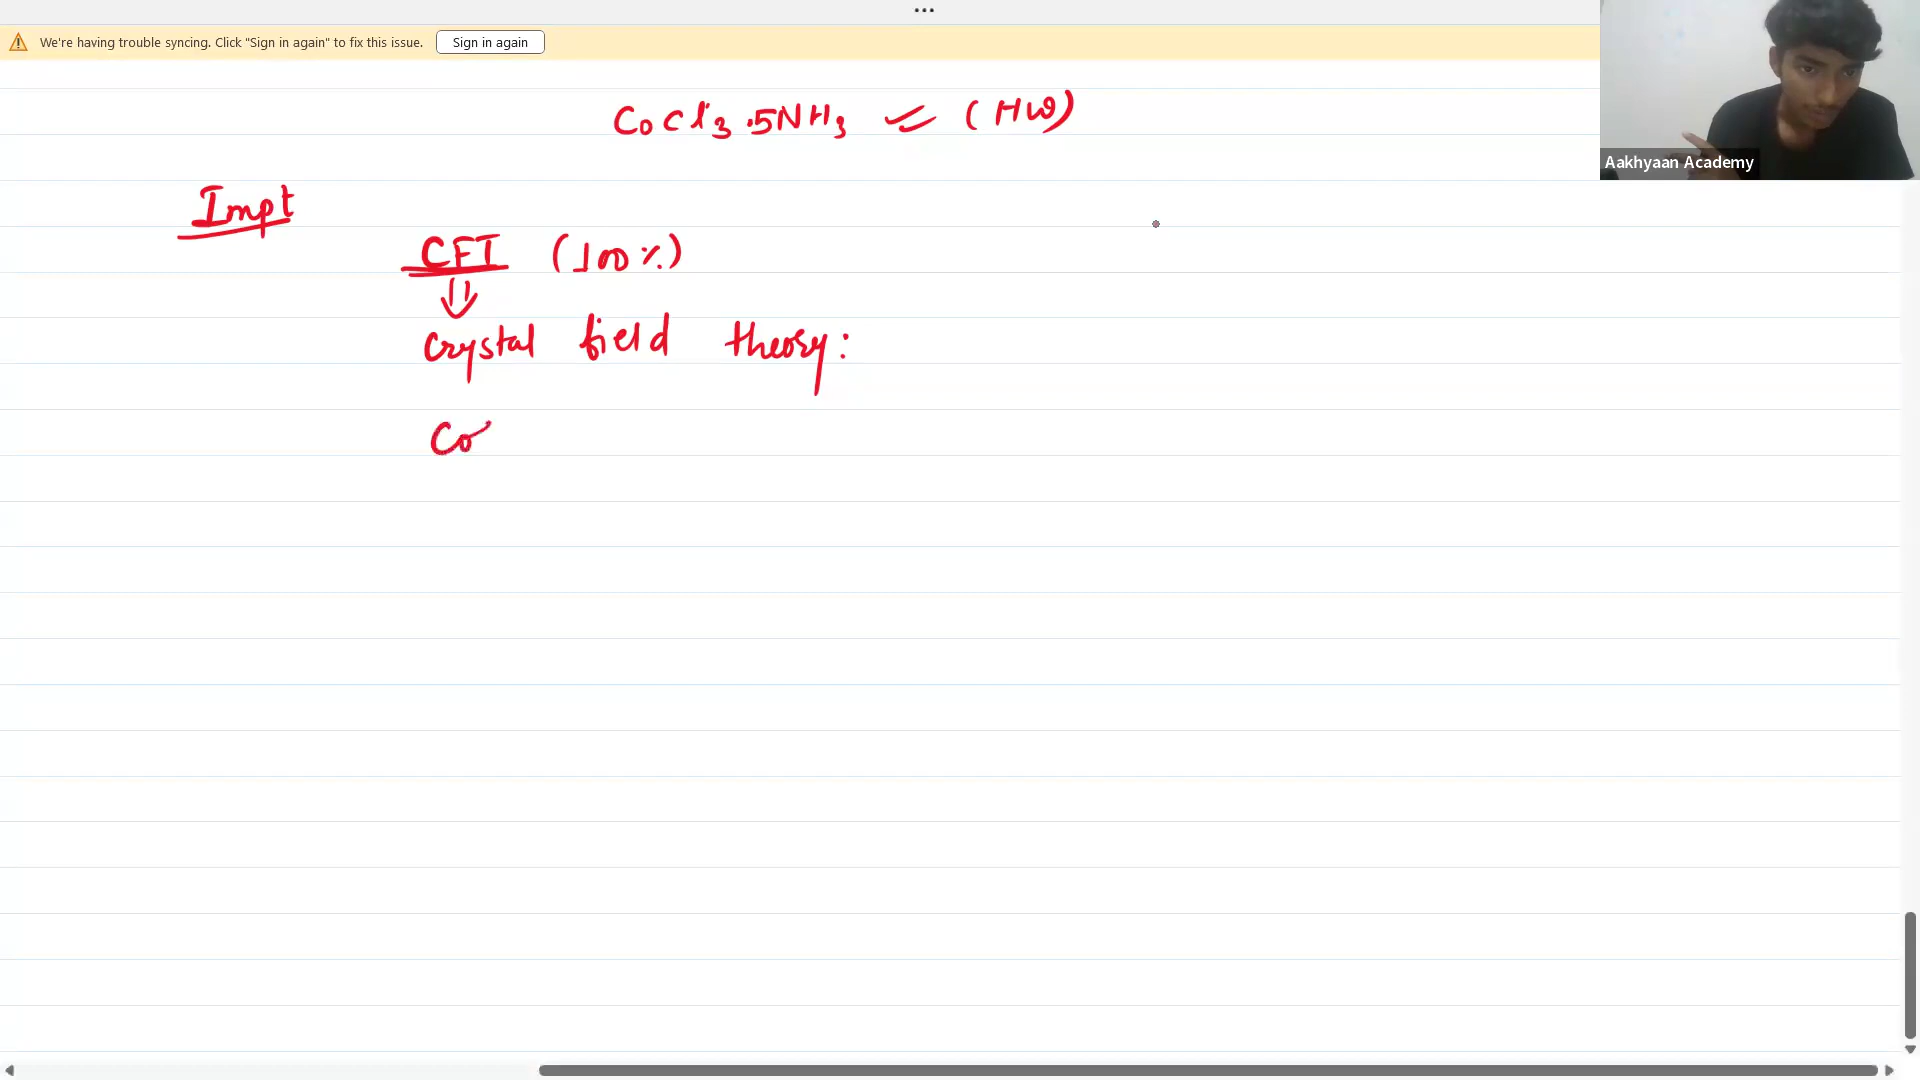 ...
We're having trouble syncing. Click "Sign in again" to fix this issue. Sign in again
CoCl3.5NH3 (HW)
Aakhyaan Academy
Impt
CFT (100%)
Crystal field theory:
Co